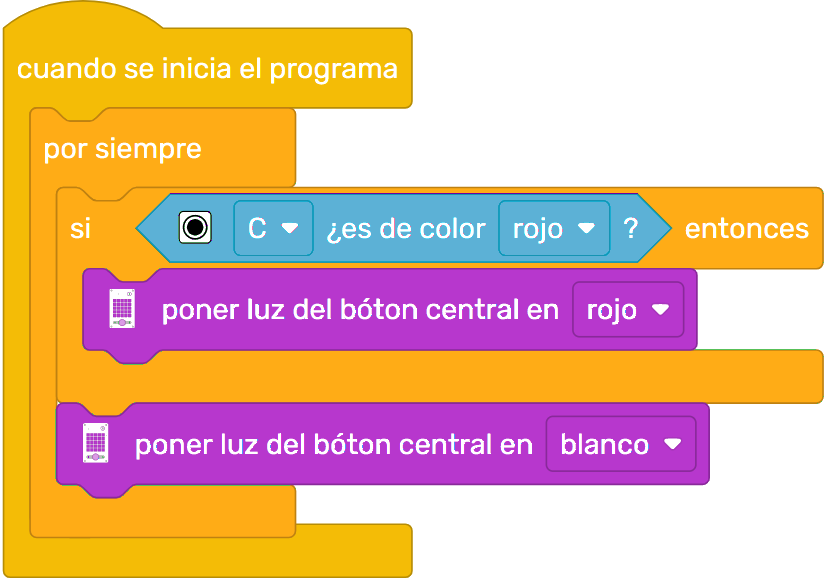 cuando se inicia el programa
por siempre
si C ¿es de color rojo ? entonces
poner luz del bóton central en rojo
poner luz del bóton central en blanco